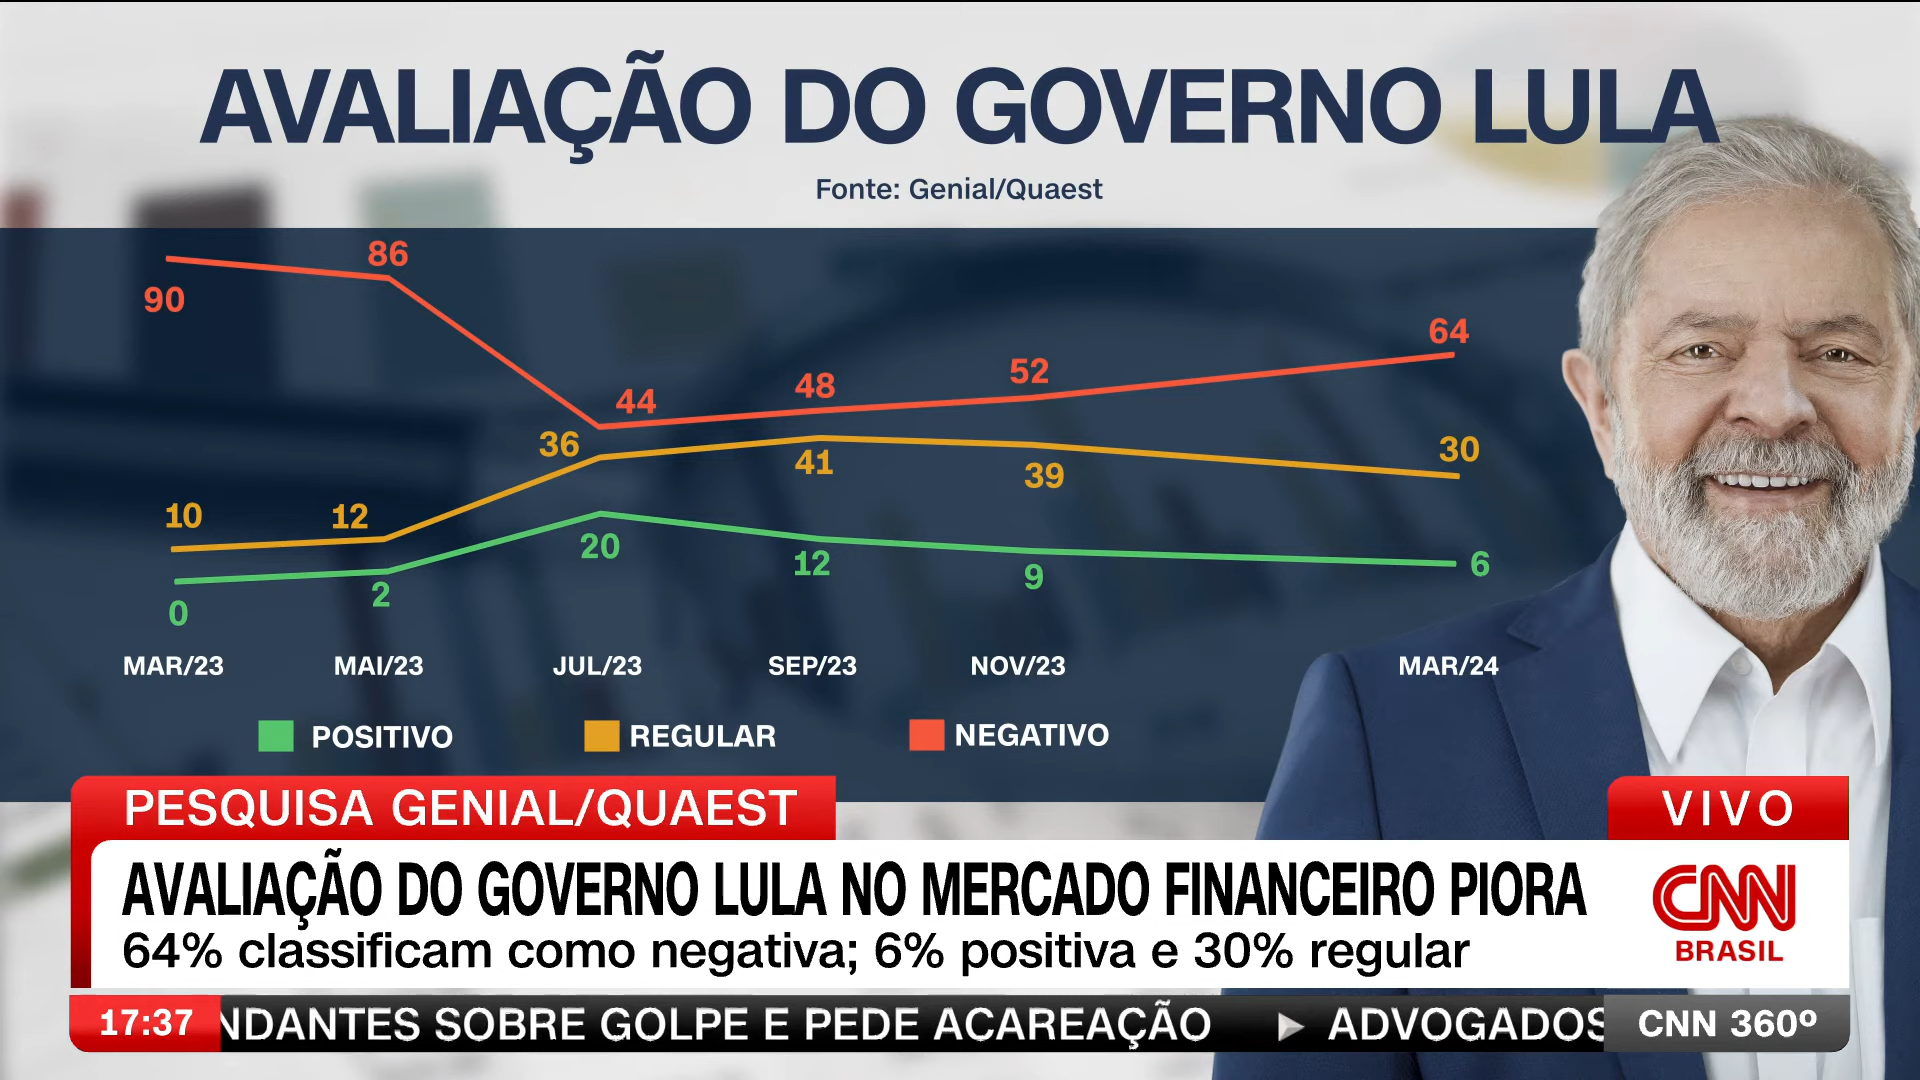 AVALIAÇÃO DO GOVERNO LULA
Fonte: Genial/Quaest
90
86
44
48
52
64
10
12
36
41
39
30
0
2
20
12
9
6
MAR/23 MAI/23 JUL/23 SEP/23 NOV/23 MAR/24
POSITIVO REGULAR NEGATIVO
PESQUISA GENIAL/QUAEST
VIVO
AVALIAÇÃO DO GOVERNO LULA NO MERCADO FINANCEIRO PIORA
64% classificam como negativa; 6% positiva e 30% regular
CNN
BRASIL
17:37 NDANTES SOBRE GOLPE E PEDE ACAREAÇÃO ADVOGADOS CNN 360º